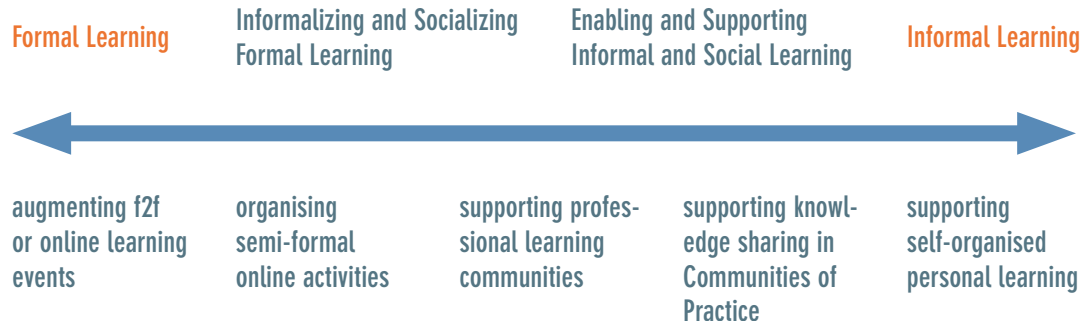 Formal Learning
Informalizing and Socializing
Formal Learning
Enabling and Supporting
Informal and Social Learning
Informal Learning
augmenting f2f
or online learning
events
organising
semi-formal
online activities
supporting profes-
sional learning
communities
supporting knowl-
edge sharing in
Communities of
Practice
supporting
self-organised
personal learning